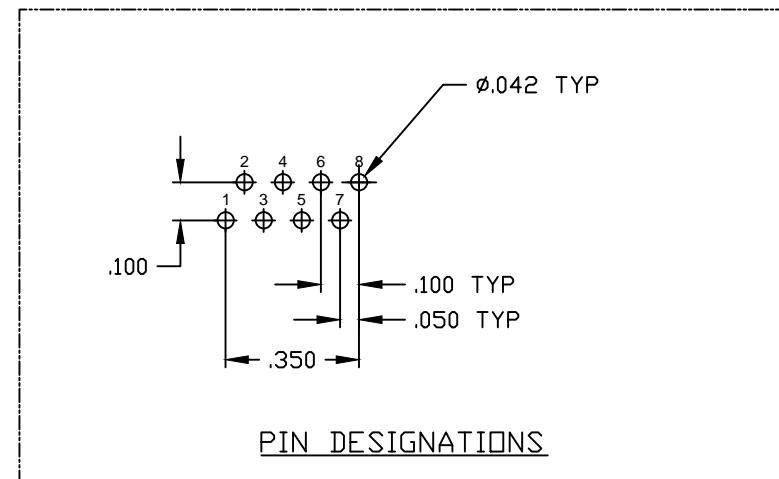 ø.042 TYP
2 4 6 8
1 3 5 7
.100
.100 TYP
.050 TYP
.350
PIN DESIGNATIONS